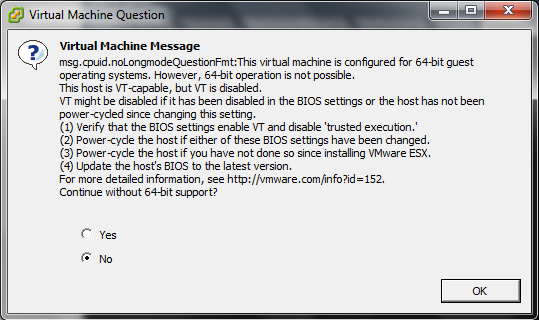 Virtual Machine Question
Virtual Machine Message
msg.cpuid.noLongmodeQuestionFmt:This virtual machine is configured for 64-bit guest
operating systems. However, 64-bit operation is not possible.
This host is VT-capable, but VT is disabled.
VT might be disabled if it has been disabled in the BIOS settings or the host has not been
power-cycled since changing this setting.
(1) Verify that the BIOS settings enable VT and disable 'trusted execution.'
(2) Power-cycle the host if either of these BIOS settings have been changed.
(3) Power-cycle the host if you have not done so since installing VMware ESX.
(4) Update the host's BIOS to the latest version.
For more detailed information, see http://vmware.com/info?id=152.
Continue without 64-bit support?
Yes
No
OK